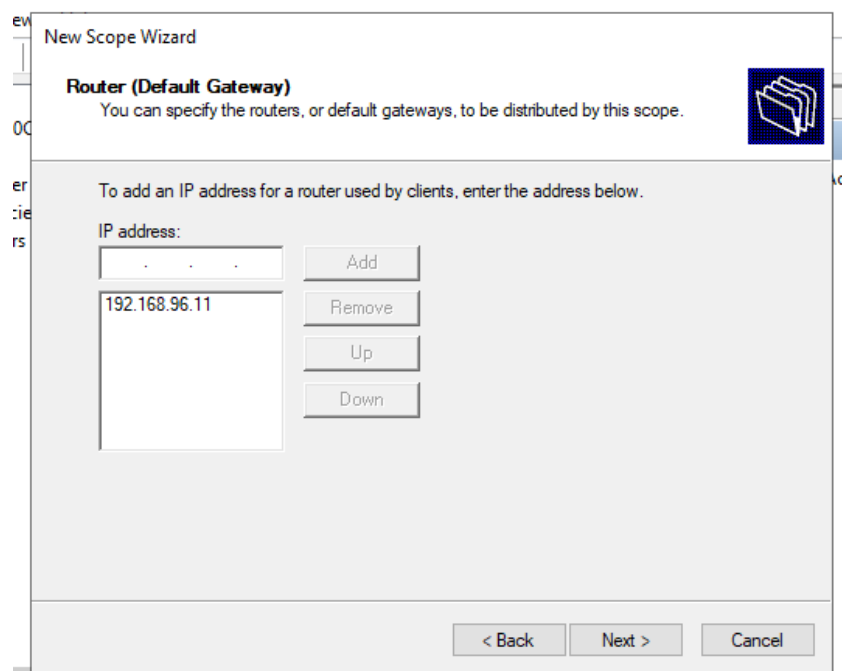 New Scope Wizard
Router (Default Gateway)
You can specify the routers, or default gateways, to be distributed by this scope.
To add an IP address for a router used by clients, enter the address below.
IP address:
. . .
Add
192.168.96.11
Remove
Up
Down
< Back
Next >
Cancel